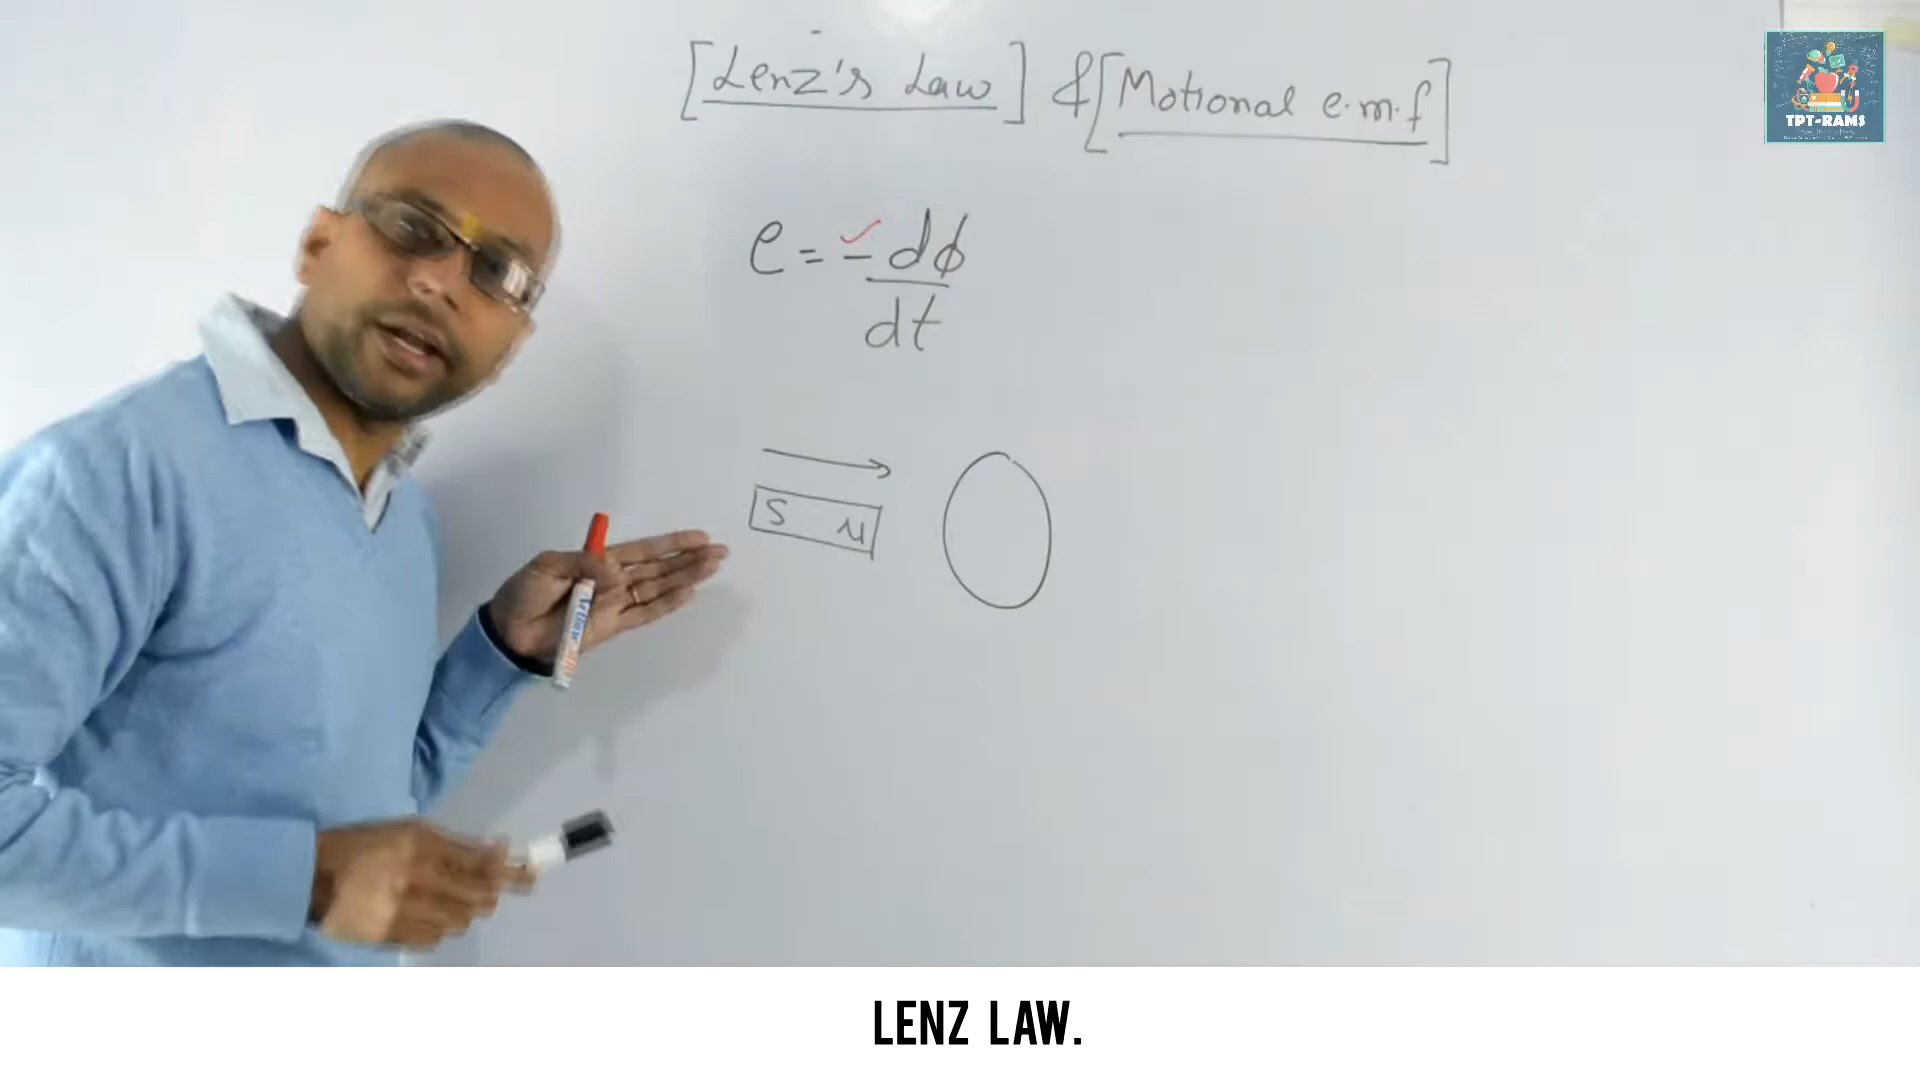 [Lenz's Law] & [Motional e.m.f]
TPT-RAMS
e = - dϕ
dt
S N
LENZ LAW.